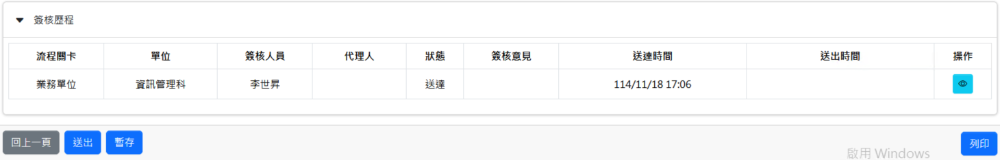 簽核歷程
流程關卡 單位 簽核人員 代理人 狀態 簽核意見 送達時間 送出時間 操作
業務單位 資訊管理科 李世昇 送達 114/11/18 17:06
回上一頁 送出 暫存 列印
啟用 Windows